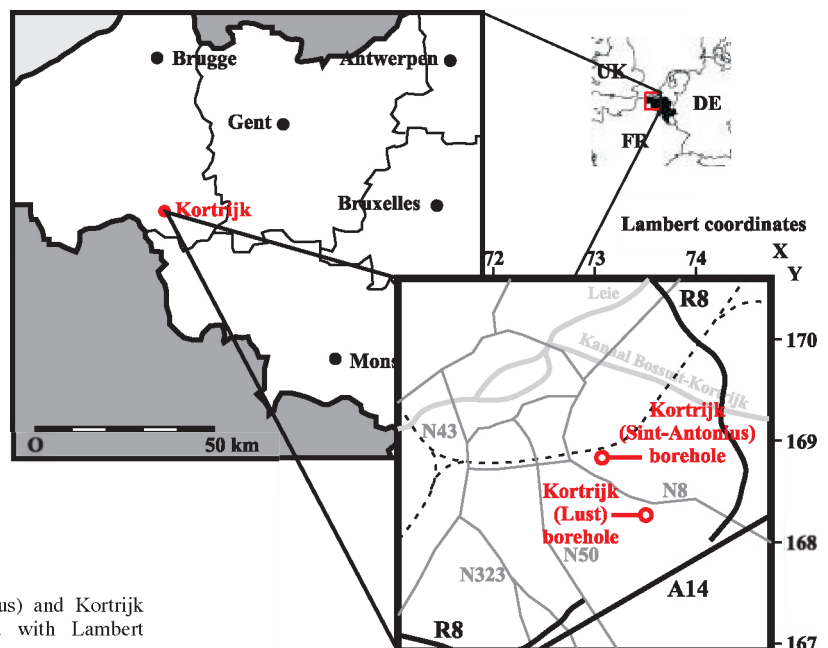 Brugge
Antwerpen
Gent
Bruxelles
Kortrijk
Mons
O
50 km
UK
DE
FR
Lambert coordinates
X
Y
72
73
74
170
169
168
167
Leie
R8
Kanaal Bossuit-Kortrijk
Kortrijk
(Sint-Antonius)
borehole
N43
Kortrijk
(Lust)
borehole
N8
N50
N323
A14
R8
us) and Kortrijk
with Lambert